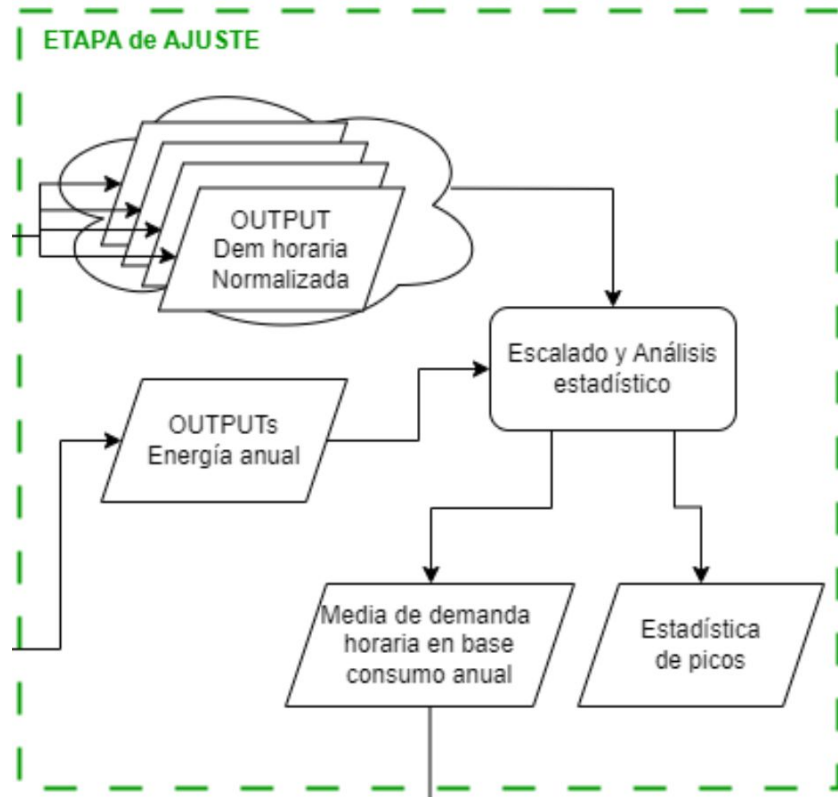 ETAPA de AJUSTE
OUTPUT
Dem horaria
Normalizada
Escalado y Análisis
estadístico
OUTPUTs
Energía anual
Media de demanda
horaria en base
consumo anual
Estadística
de picos